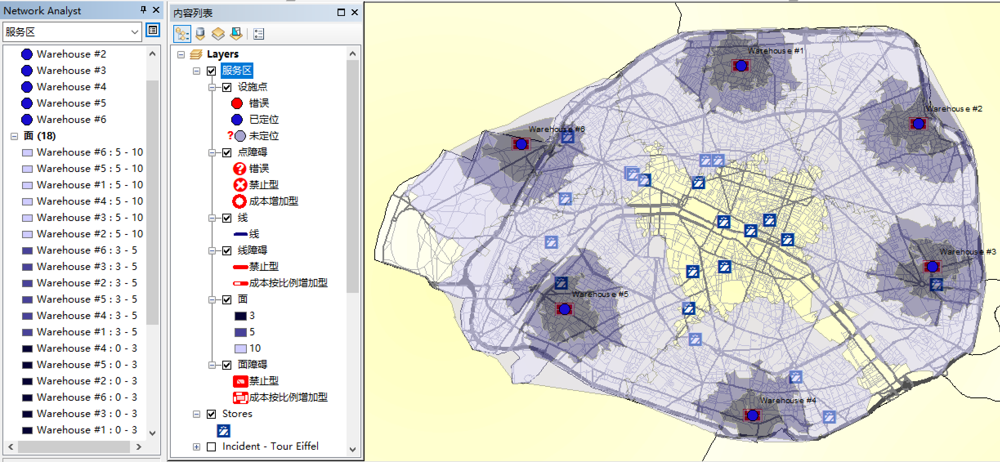 Network Analyst
服务区
Warehouse #2
Warehouse #3
Warehouse #4
Warehouse #5
Warehouse #6
面 (18)
Warehouse #6 : 5 - 10
Warehouse #5 : 5 - 10
Warehouse #1 : 5 - 10
Warehouse #4 : 5 - 10
Warehouse #3 : 5 - 10
Warehouse #2 : 5 - 10
Warehouse #6 : 3 - 5
Warehouse #3 : 3 - 5
Warehouse #2 : 3 - 5
Warehouse #5 : 3 - 5
Warehouse #4 : 3 - 5
Warehouse #1 : 3 - 5
Warehouse #4 : 0 - 3
Warehouse #5 : 0 - 3
Warehouse #2 : 0 - 3
Warehouse #6 : 0 - 3
Warehouse #3 : 0 - 3
Warehouse #1 : 0 - 3
内容列表
Layers
服务区
设施点
错误
已定位
? 未定位
点障碍
错误
禁止型
成本增加型
线
线
线障碍
禁止型
成本按比例增加型
面
3
5
10
面障碍
禁止型
成本按比例增加型
Stores
Incident - Tour Eiffel
Warehouse #1
Warehouse #2
Warehouse #6
Warehouse #3
Warehouse #5
Warehouse #4